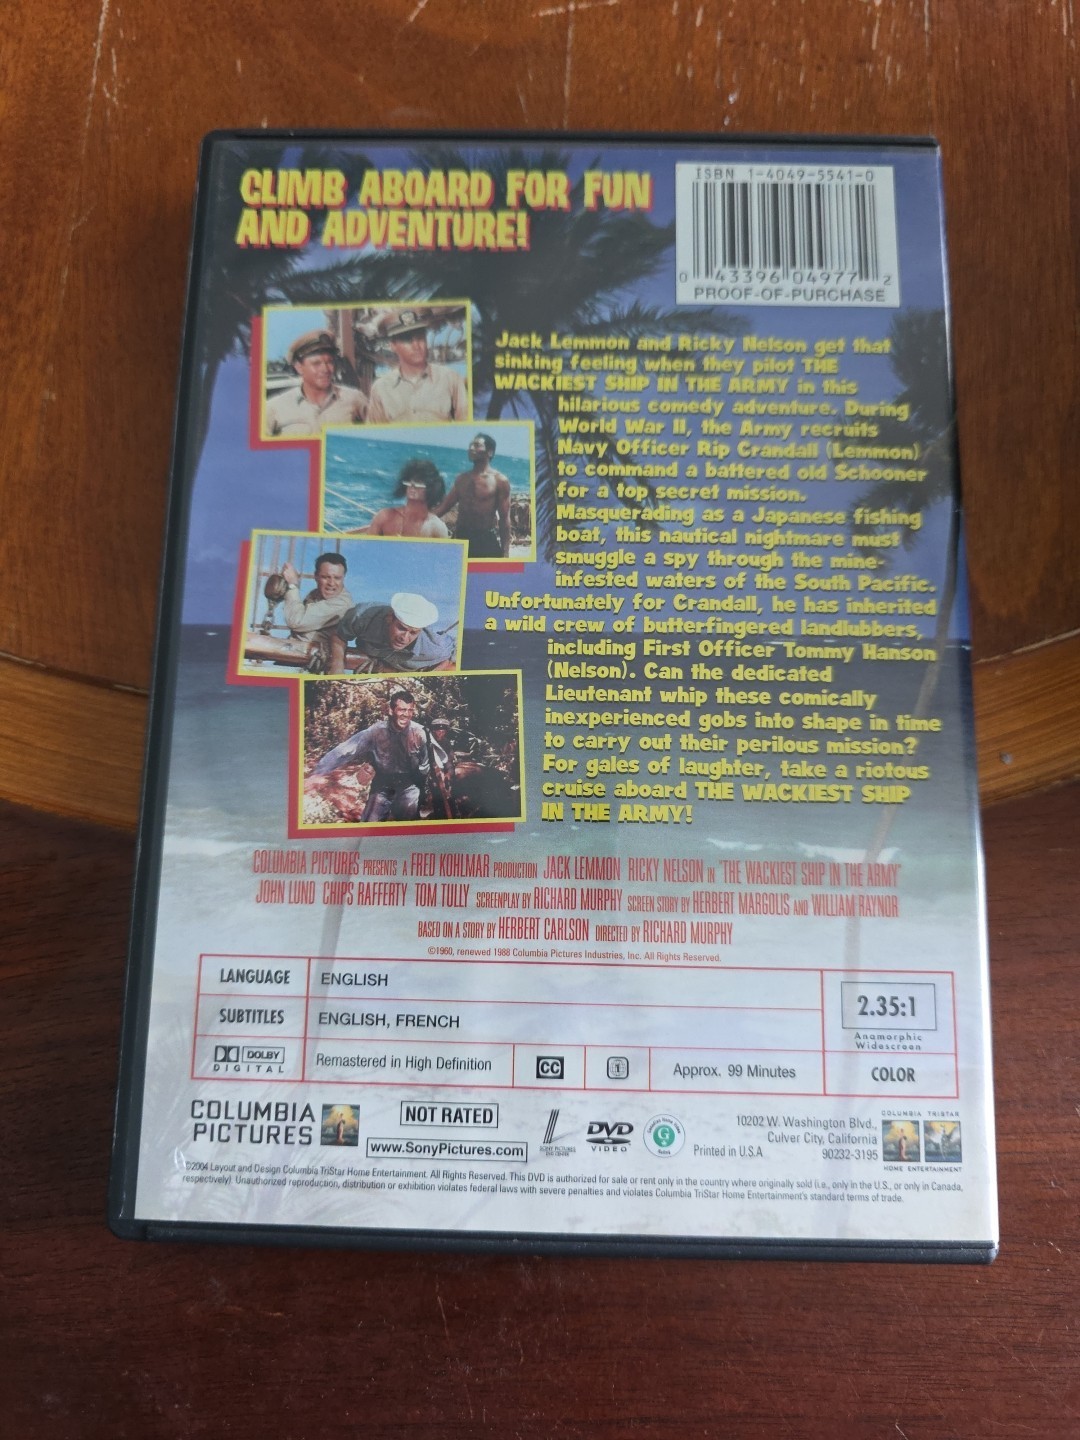 CLIMB ABOARD FOR FUN
AND ADVENTURE!
ISBN 1-4049-5541-0
0 43396 04977 2
PROOF-OF-PURCHASE
Jack Lemmon and Ricky Nelson get that
sinking feeling when they pilot THE
WACKIEST SHIP IN THE ARMY in this
hilarious comedy adventure. During
World War II, the Army recruits
Navy Officer Rip Crandall (Lemmon)
to command a battered old Schooner
for a top secret mission.
Masquerading as a Japanese fishing
boat, this nautical nightmare must
smuggle a spy through the mine-
infested waters of the South Pacific.
Unfortunately for Crandall, he has inherited
a wild crew of butterfingered landlubbers,
including First Officer Tommy Hanson
(Nelson). Can the dedicated
Lieutenant whip these comically
inexperienced gobs into shape in time
to carry out their perilous mission?
For gales of laughter, take a riotous
cruise aboard THE WACKIEST SHIP
IN THE ARMY!
COLUMBIA PICTURES PRESENTS A FRED KOHLMAR PRODUCTION JACK LEMMON RICKY NELSON IN "THE WACKIEST SHIP IN THE ARMY"
JOHN LUND CHIPS RAFFERTY TOM TULLY SCREENPLAY BY RICHARD MURPHY SCREEN STORY BY HERBERT MARGOLIS AND WILLIAM RAYNOR
BASED ON A STORY BY HERBERT CARLSON DIRECTED BY RICHARD MURPHY
©1960, renewed 1988 Columbia Pictures Industries, Inc. All Rights Reserved.
LANGUAGE ENGLISH
SUBTITLES ENGLISH, FRENCH
2.35:1
Anamorphic
Widescreen
DOLBY
DIGITAL
Remastered in High Definition
CC
1
Approx. 99 Minutes
COLOR
COLUMBIA
PICTURES
NOT RATED
www.SonyPictures.com
SONY PICTURES
DVD CENTER
DVD
VIDEO
G
Printed in U.S.A
10202 W. Washington Blvd.,
Culver City, California
90232-3195
COLUMBIA TRISTAR
HOME ENTERTAINMENT
©2004 Layout and Design Columbia TriStar Home Entertainment. All Rights Reserved. This DVD is authorized for sale or rent only in the country where originally sold (i.e., only in the U.S., or only in Canada,
respectively). Unauthorized reproduction, distribution or exhibition violates federal laws with severe penalties and violates Columbia TriStar Home Entertainment's standard terms of trade.